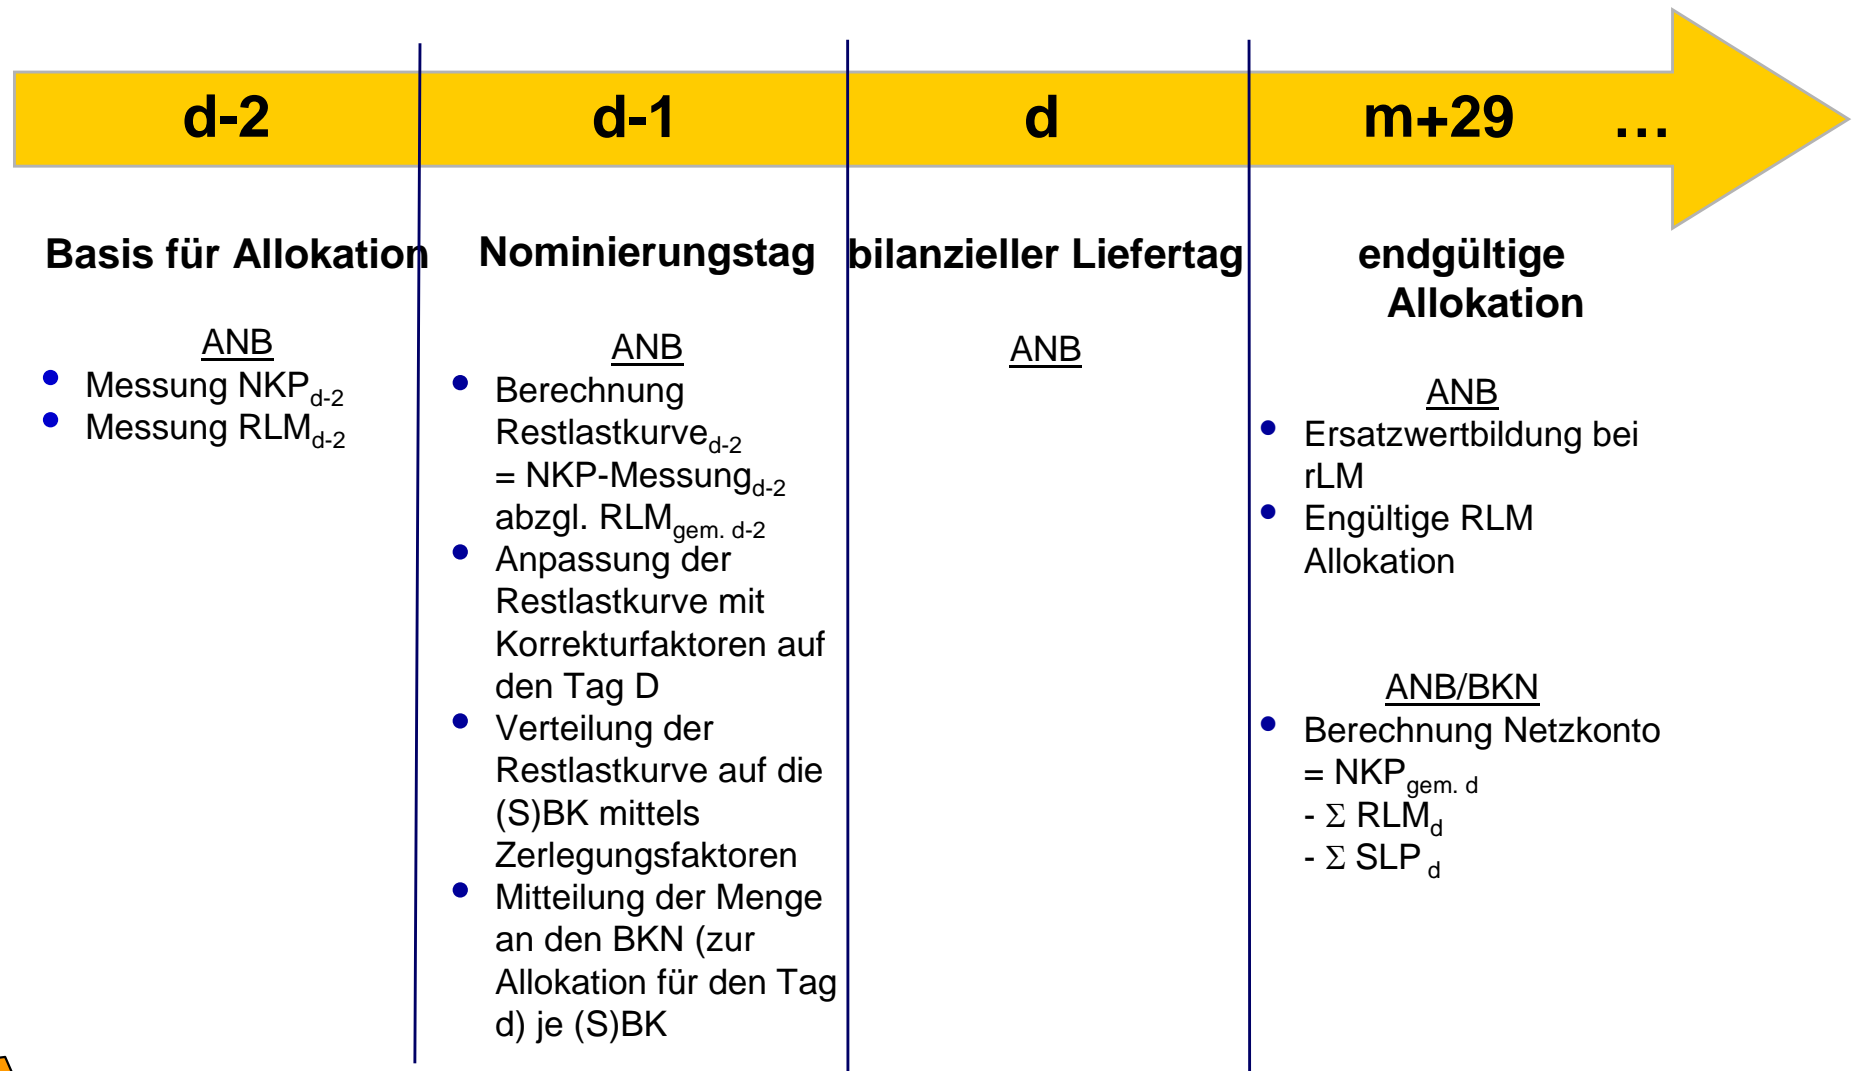 d-2
d-1
d
m+29 ...
Basis für Allokation
ANB
• Messung NKPd-2
• Messung RLMd-2
Nominierungstag
ANB
• Berechnung
Restlastkurved-2
= NKP-Messungd-2
abzgl. RLMgem. d-2
• Anpassung der
Restlastkurve mit
Korrekturfaktoren auf
den Tag D
• Verteilung der
Restlastkurve auf die
(S)BK mittels
Zerlegungsfaktoren
• Mitteilung der Menge
an den BKN (zur
Allokation für den Tag
d) je (S)BK
bilanzieller Liefertag
ANB
endgültige
Allokation
ANB
• Ersatzwertbildung bei
rLM
• Engültige RLM
Allokation
ANB/BKN
• Berechnung Netzkonto
= NKPgem. d
- Σ RLMd
- Σ SLP d